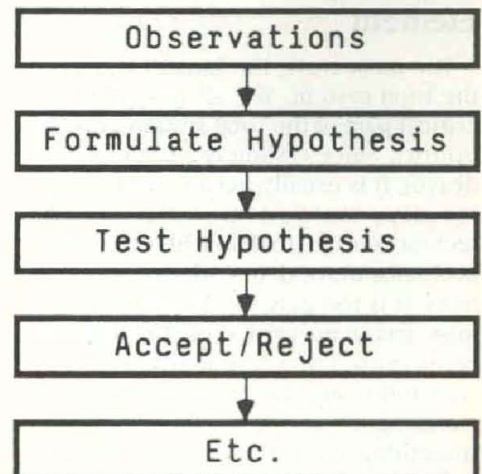 Observations
Formulate Hypothesis
Test Hypothesis
Accept/Reject
Etc.